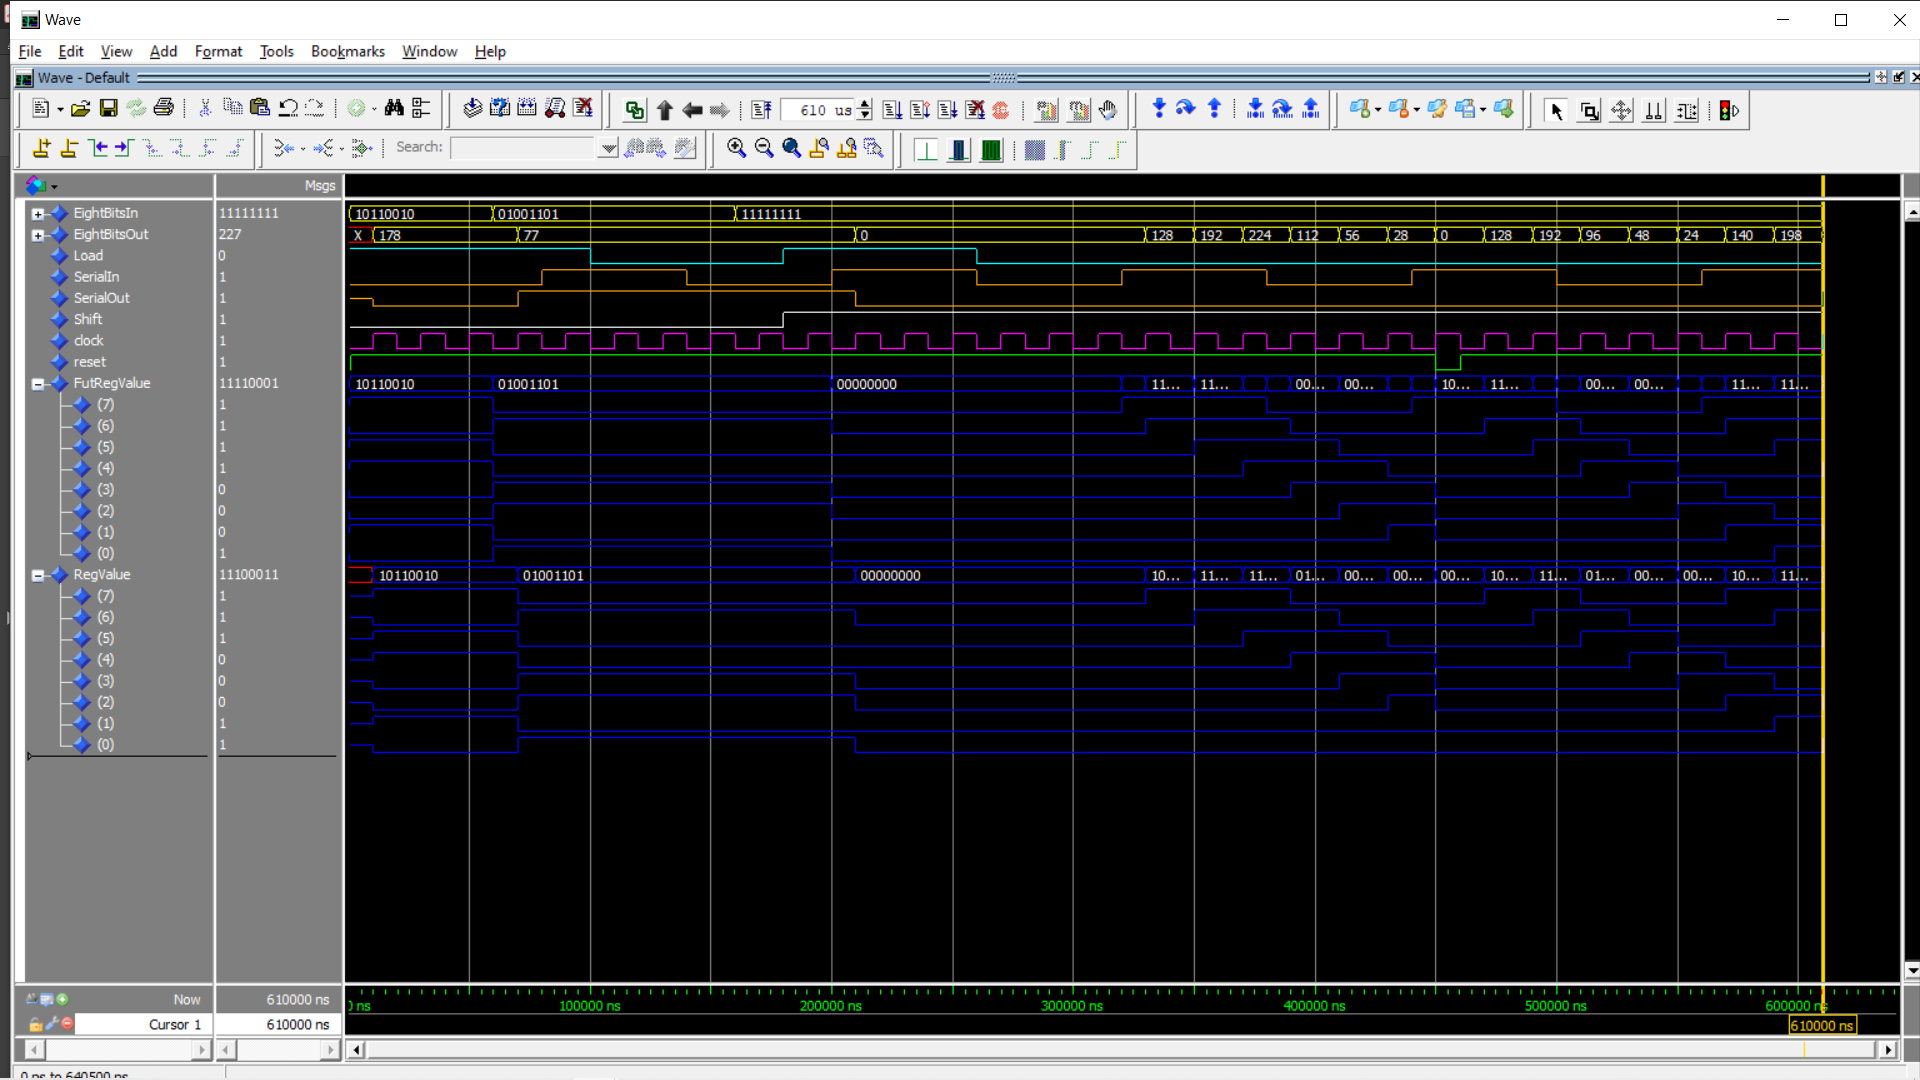 Wave
File Edit View Add Format Tools Bookmarks Window Help
Wave - Default
610 us
Search:
Msgs
EightBitsIn 11111111 10110010 01001101 11111111
EightBitsOut 227 X 178 77 0 128 192 224 112 56 28 0 128 192 96 48 24 140 198
Load 0
SerialIn 1
SerialOut 1
Shift 1
clock 1
reset 1
FutRegValue 11110001 10110010 01001101 00000000 11... 11... 00... 00... 10... 11... 00... 00... 11... 11...
(7) 1
(6) 1
(5) 1
(4) 1
(3) 0
(2) 0
(1) 0
(0) 1
RegValue 11100011 10110010 01001101 00000000 10... 11... 11... 01... 00... 00... 00... 10... 11... 01... 00... 00... 10... 11...
(7) 1
(6) 1
(5) 1
(4) 0
(3) 0
(2) 0
(1) 1
(0) 1
Now 610000 ns 0 ns 100000 ns 200000 ns 300000 ns 400000 ns 500000 ns 600000 ns
Cursor 1 610000 ns 610000 ns
0 ns to 640500 ns